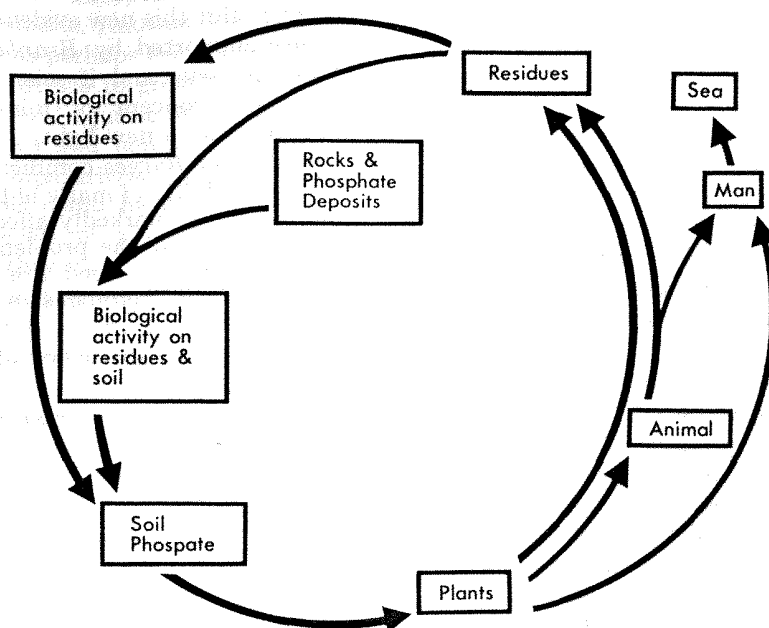 Residues
Sea
Biological
activity on
residues
Rocks &
Phosphate
Deposits
Man
Biological
activity on
residues &
soil
Animal
Soil
Phospate
Plants